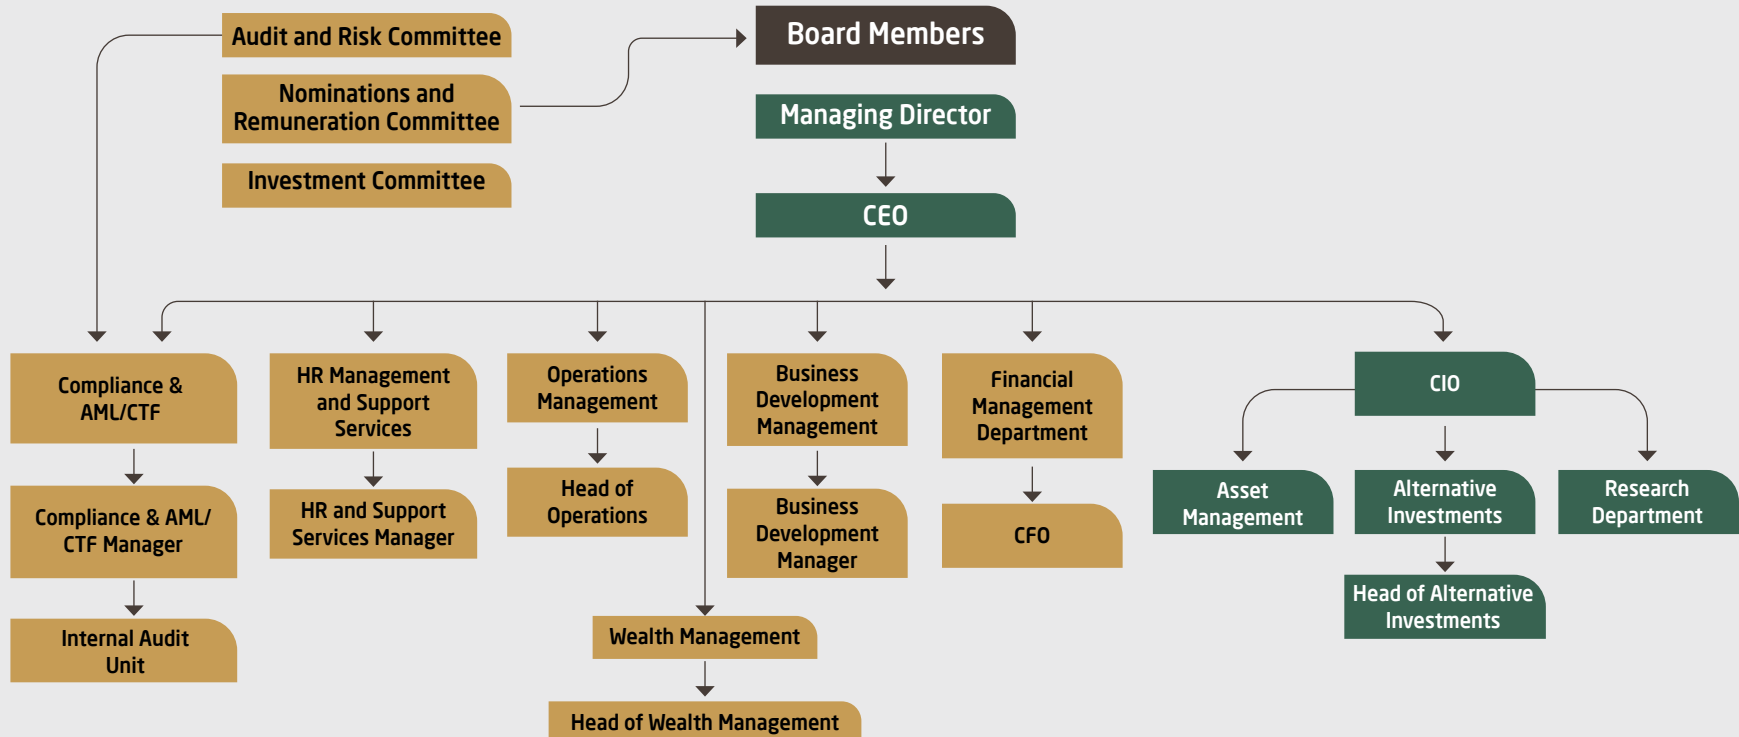 Audit and Risk Committee
Board Members
Nominations and
Remuneration Committee
Managing Director
Investment Committee
CEO
Compliance &
AML/CTF
HR Management
and Support
Services
Operations
Management
Business
Development
Management
Financial
Management
Department
CIO
Compliance & AML/
CTF Manager
HR and Support
Services Manager
Head of
Operations
Business
Development
Manager
CFO
Asset
Management
Alternative
Investments
Research
Department
Head of Alternative
Investments
Internal Audit
Unit
Wealth Management
Head of Wealth Management